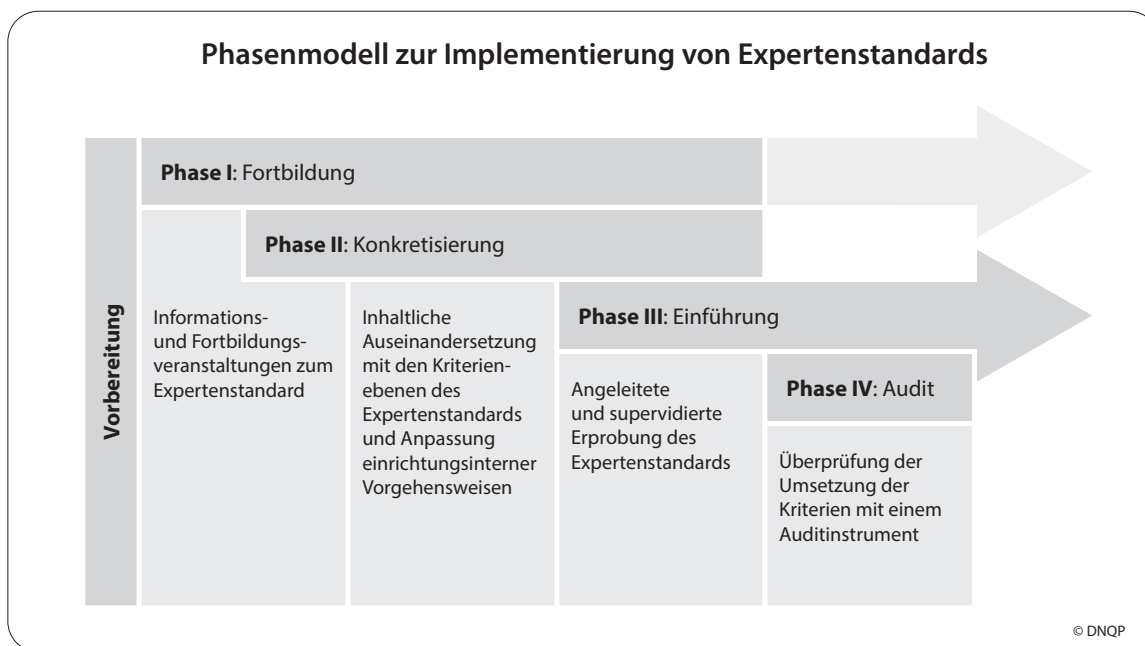 Phasenmodell zur Implementierung von Expertenstandards
Vorbereitung
Phase I: Fortbildung
Phase II: Konkretisierung
Informations-
und Fortbildungs-
veranstaltungen zum
Expertenstandard
Inhaltliche
Auseinandersetzung
mit den Kriterien-
ebenen des
Expertenstandards
und Anpassung
einrichtungsinterner
Vorgehensweisen
Phase III: Einführung
Angeleitete
und supervidierte
Erprobung des
Expertenstandards
Phase IV: Audit
Überprüfung der
Umsetzung der
Kriterien mit einem
Auditinstrument
© DNQP